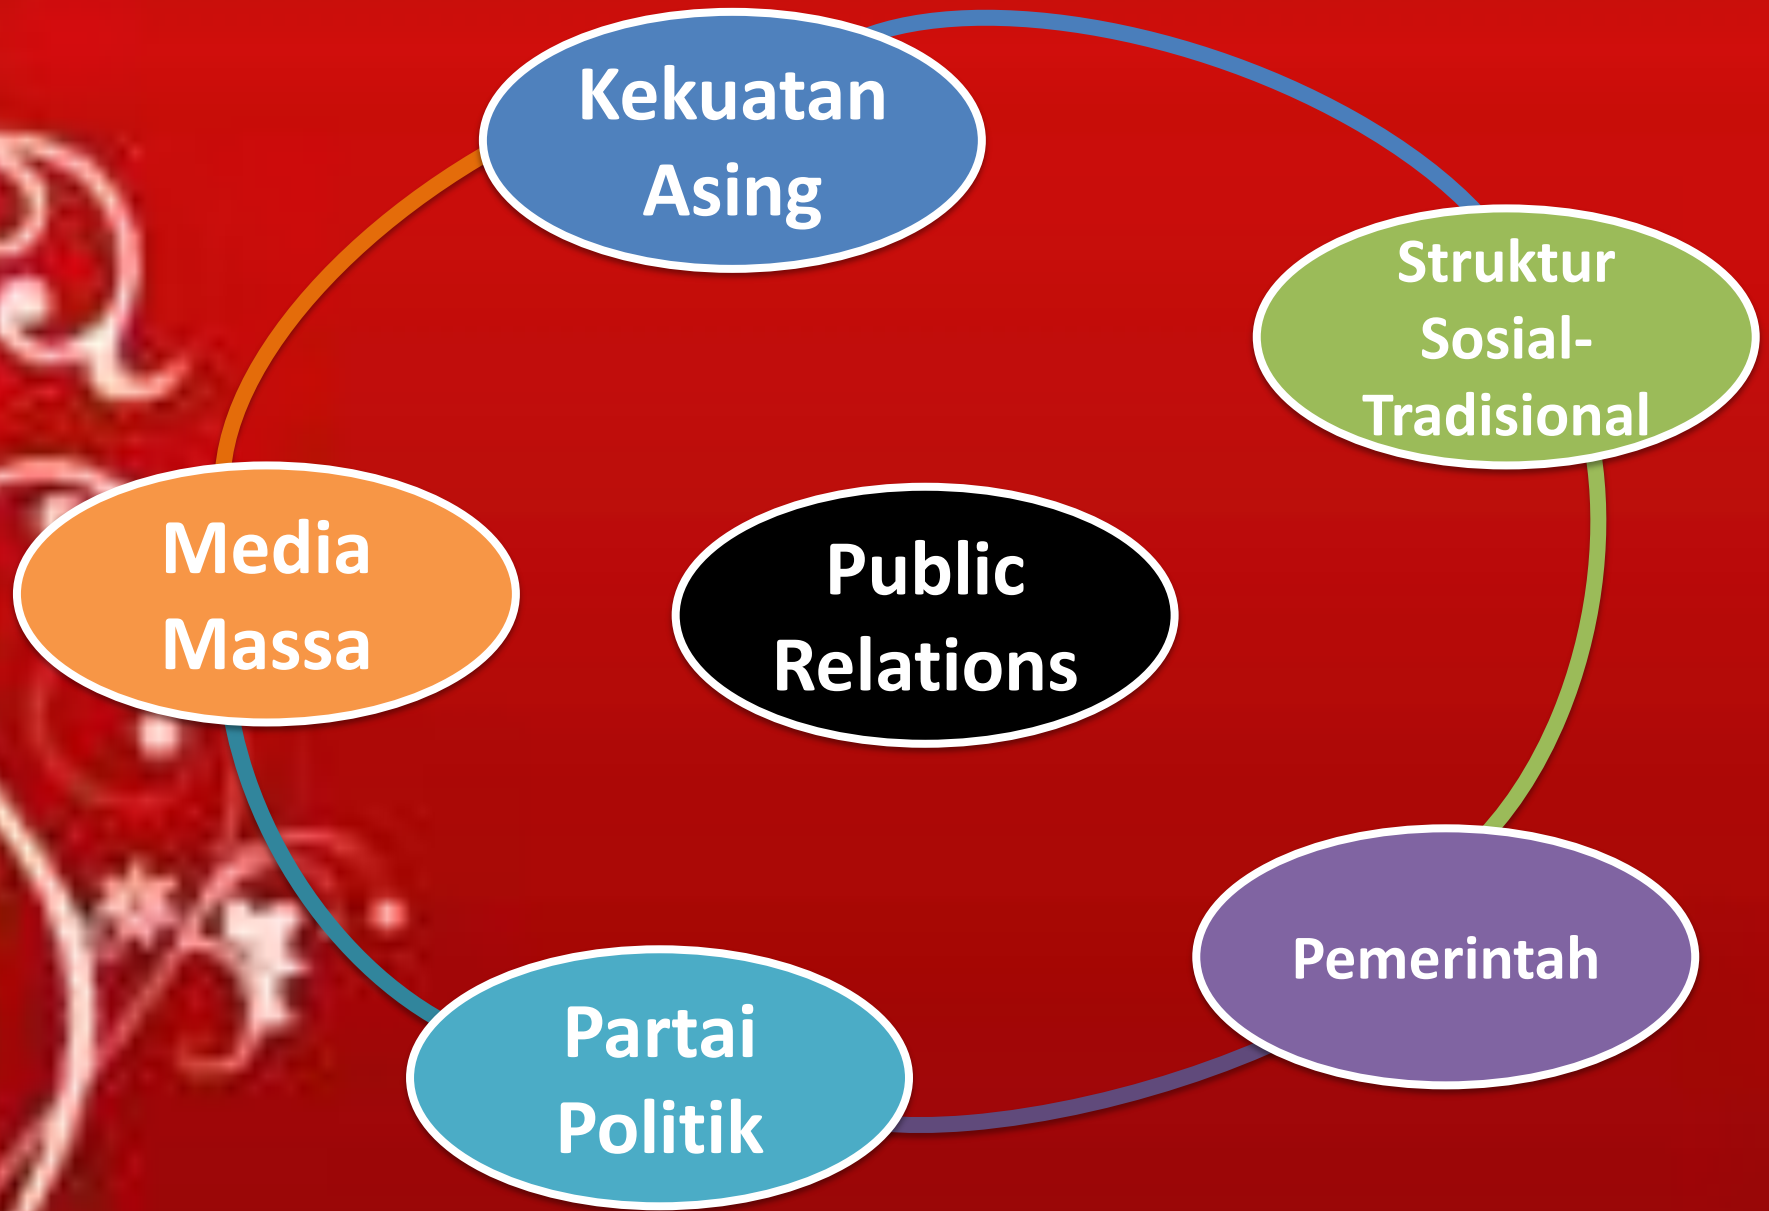 Kekuatan
Asing
Struktur
Sosial-
Tradisional
Media
Massa
Public
Relations
Pemerintah
Partai
Politik